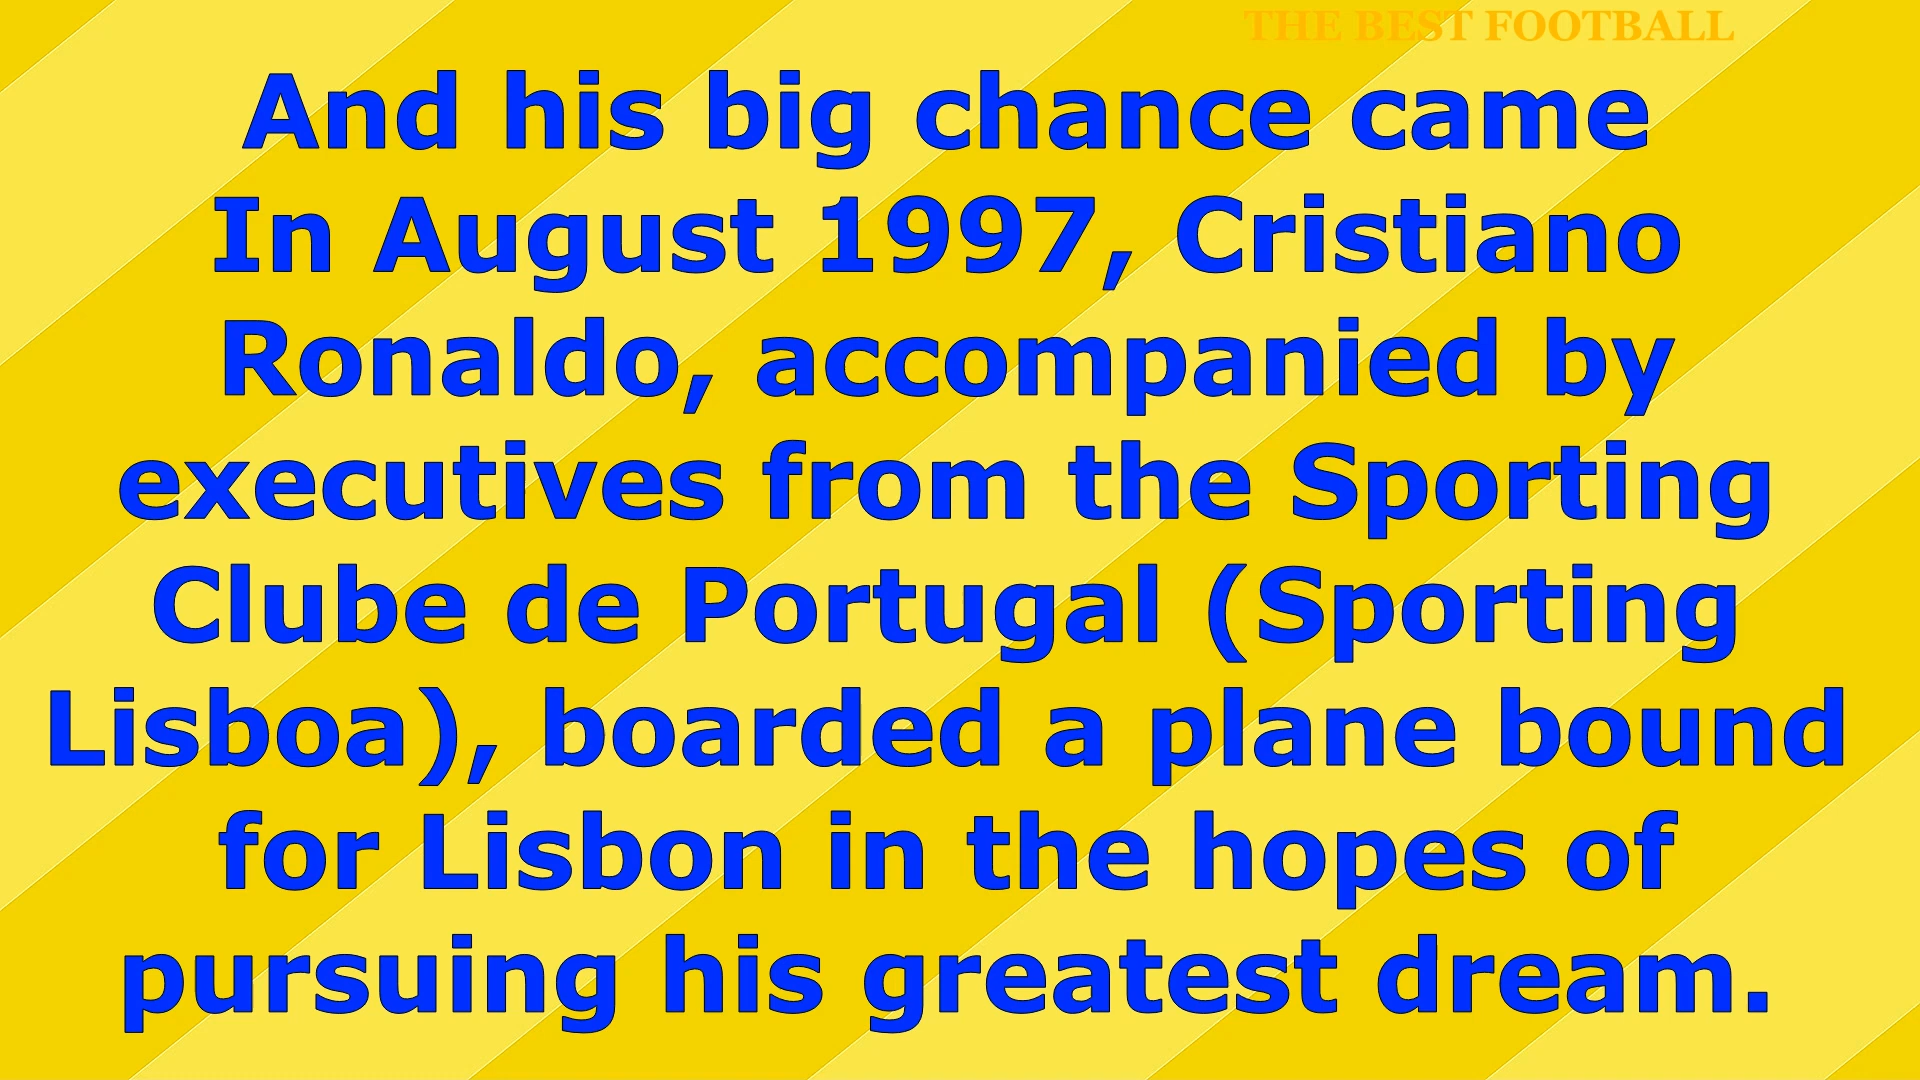 THE BEST FOOTBALL
And his big chance came
In August 1997, Cristiano
Ronaldo, accompanied by
executives from the Sporting
Clube de Portugal (Sporting
Lisboa), boarded a plane bound
for Lisbon in the hopes of
pursuing his greatest dream.